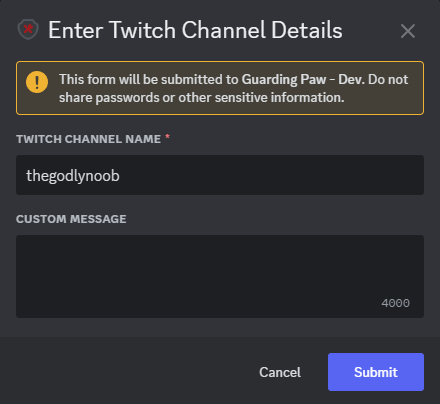 Enter Twitch Channel Details
This form will be submitted to Guarding Paw - Dev. Do not
share passwords or other sensitive information.
TWITCH CHANNEL NAME *
thegodlynoob
CUSTOM MESSAGE
4000
Cancel
Submit